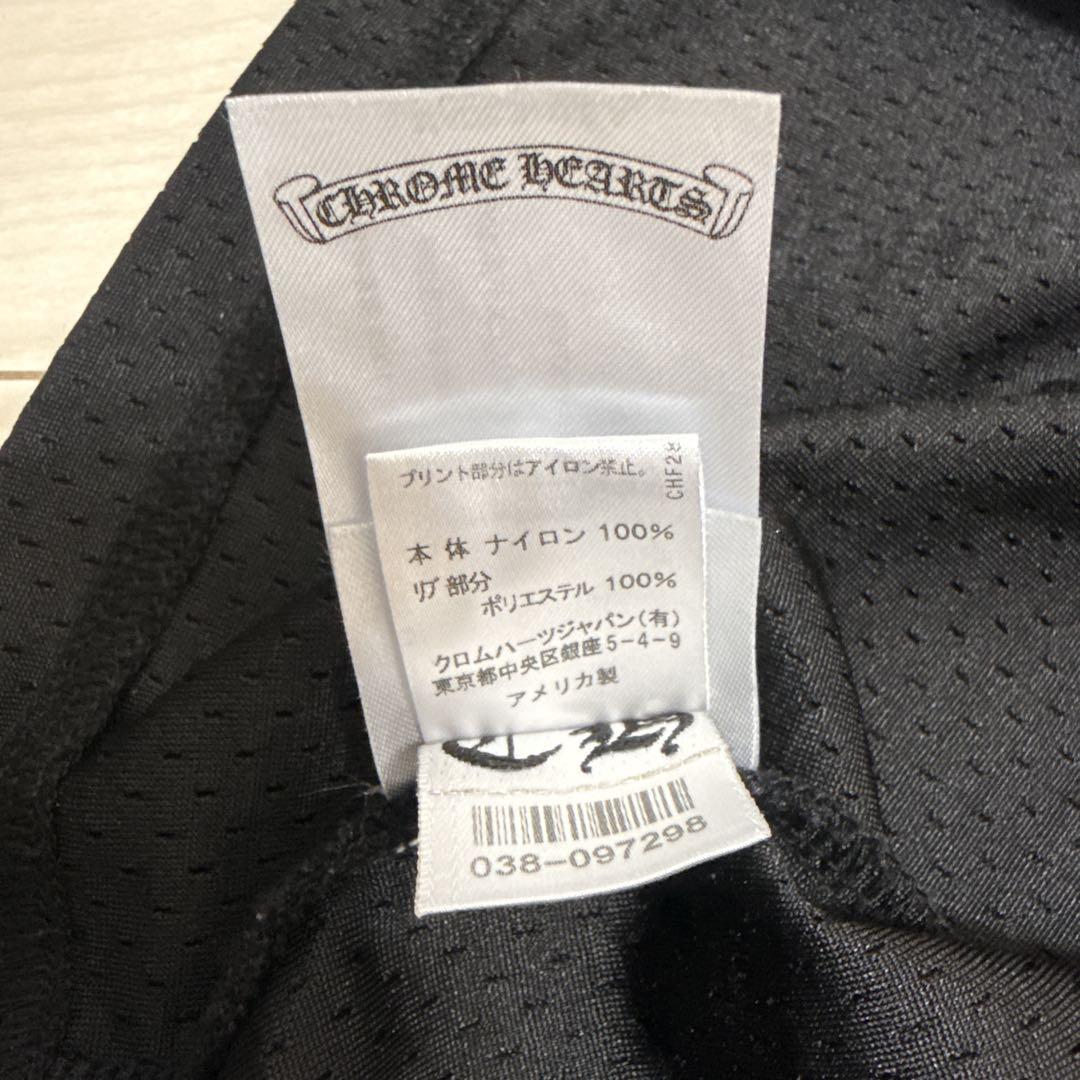 CHROME HEARTS
プリント部分はアイロン禁止。
CHF28
本体 ナイロン 100%
リブ部分
ポリエステル 100%
クロムハーツジャパン(有)
東京都中央区銀座5-4-9
アメリカ製
038-097298